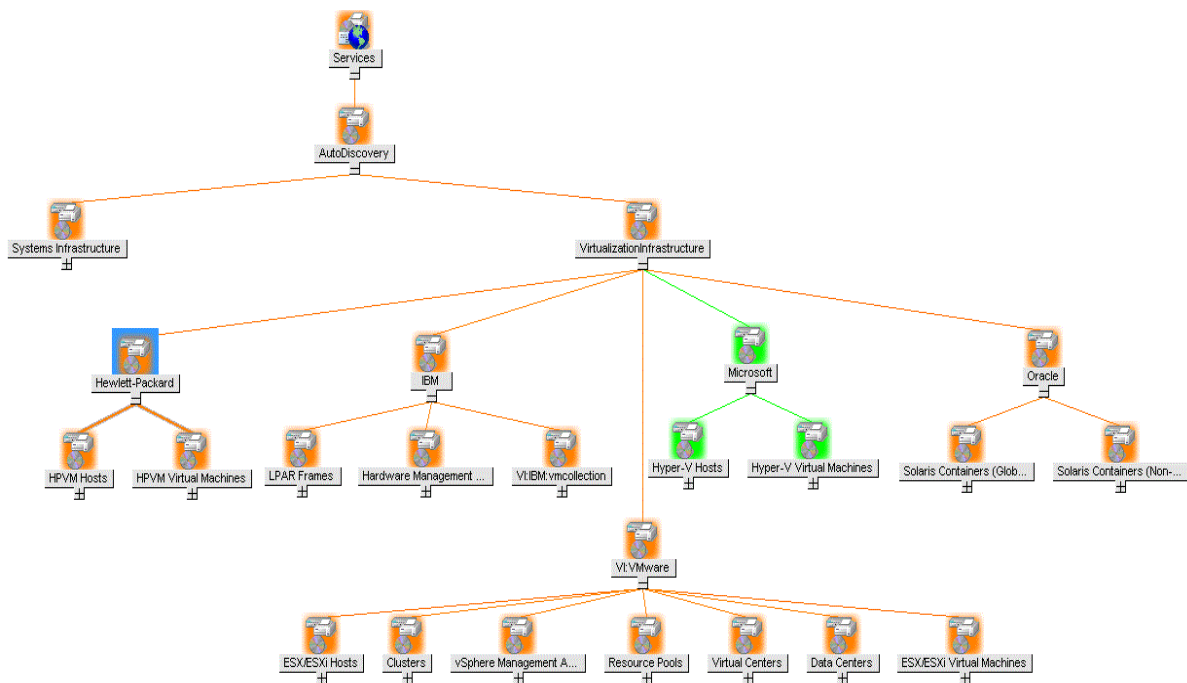 Services
AutoDiscovery
Systems Infrastructure
VirtualizationInfrastructure
Hewlett-Packard
IBM
Microsoft
Oracle
HPVM Hosts
HPVM Virtual Machines
LPAR Frames
Hardware Management ...
VI:IBM:vmcollection
Hyper-V Hosts
Hyper-V Virtual Machines
Solaris Containers (Glob...
Solaris Containers (Non-...
VI:VMware
ESX/ESXi Hosts
Clusters
vSphere Management A...
Resource Pools
Virtual Centers
Data Centers
ESX/ESXi Virtual Machines